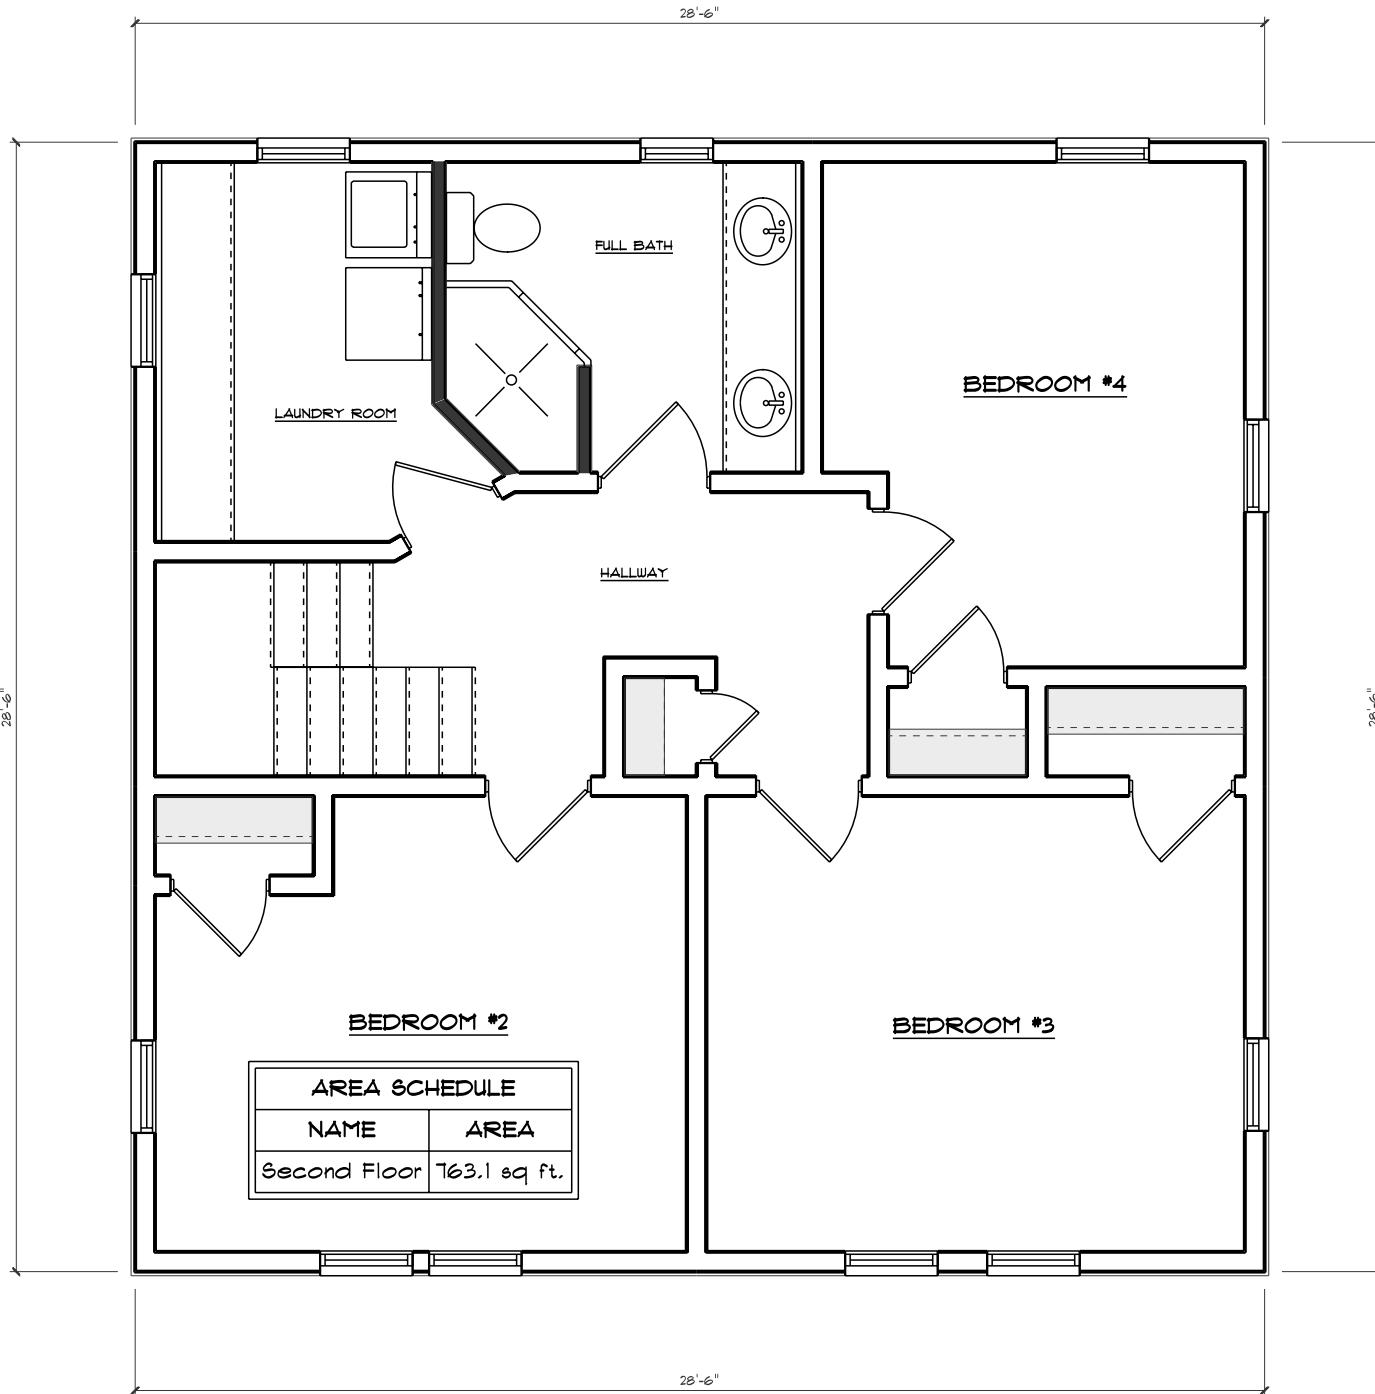 28'-6"
FULL BATH
BEDROOM #4
LAUNDRY ROOM
HALLWAY
28'-6"
28'-6"
BEDROOM #2
BEDROOM #3
AREA SCHEDULE
NAME AREA
Second Floor 763.1 sq ft.
28'-6"